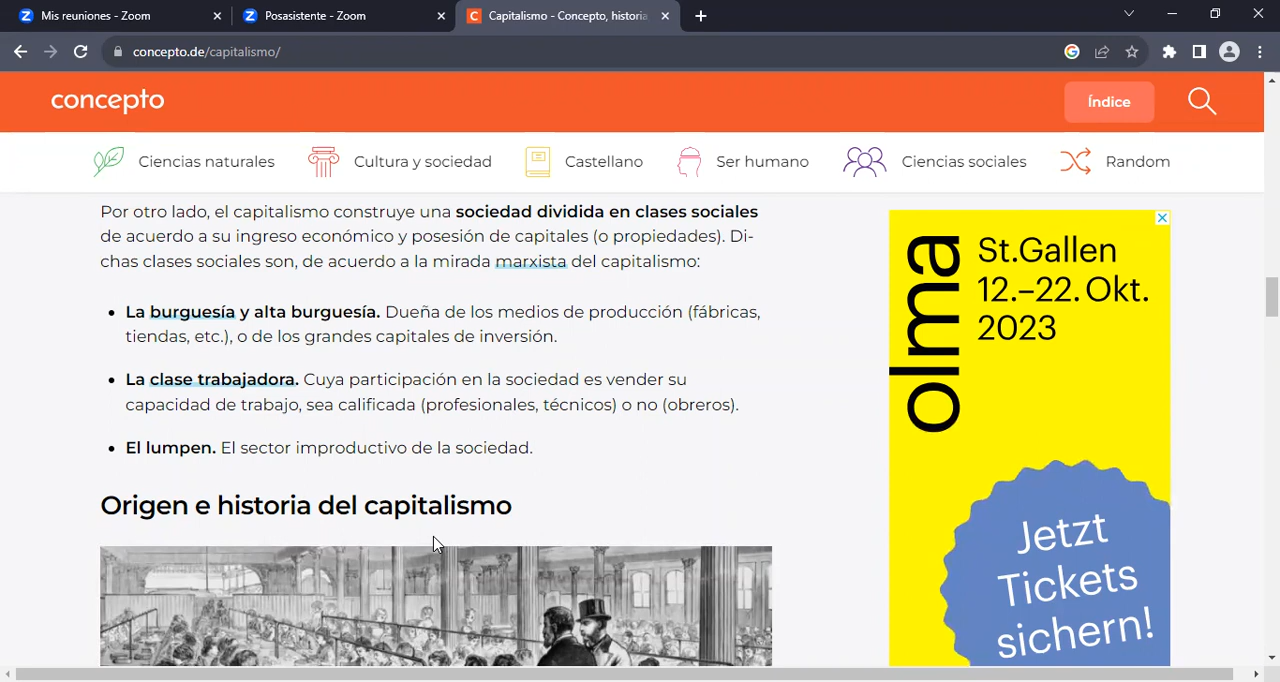 Mis reuniones - Zoom
Posasistente - Zoom
Capitalismo - Concepto, historia,
concepto.de/capitalismo/
concepto
Índice
Ciencias naturales
Cultura y sociedad
Castellano
Ser humano
Ciencias sociales
Random
Por otro lado, el capitalismo construye una sociedad dividida en clases sociales
de acuerdo a su ingreso económico y posesión de capitales (o propiedades). Di-
chas clases sociales son, de acuerdo a la mirada marxista del capitalismo:
• La burguesía y alta burguesía. Dueña de los medios de producción (fábricas,
tiendas, etc.), o de los grandes capitales de inversión.
• La clase trabajadora. Cuya participación en la sociedad es vender su
capacidad de trabajo, sea calificada (profesionales, técnicos) o no (obreros).
• El lumpen. El sector improductivo de la sociedad.
Origen e historia del capitalismo
olma
St.Gallen
12.–22. Okt.
2023
Jetzt
Tickets
sichern!